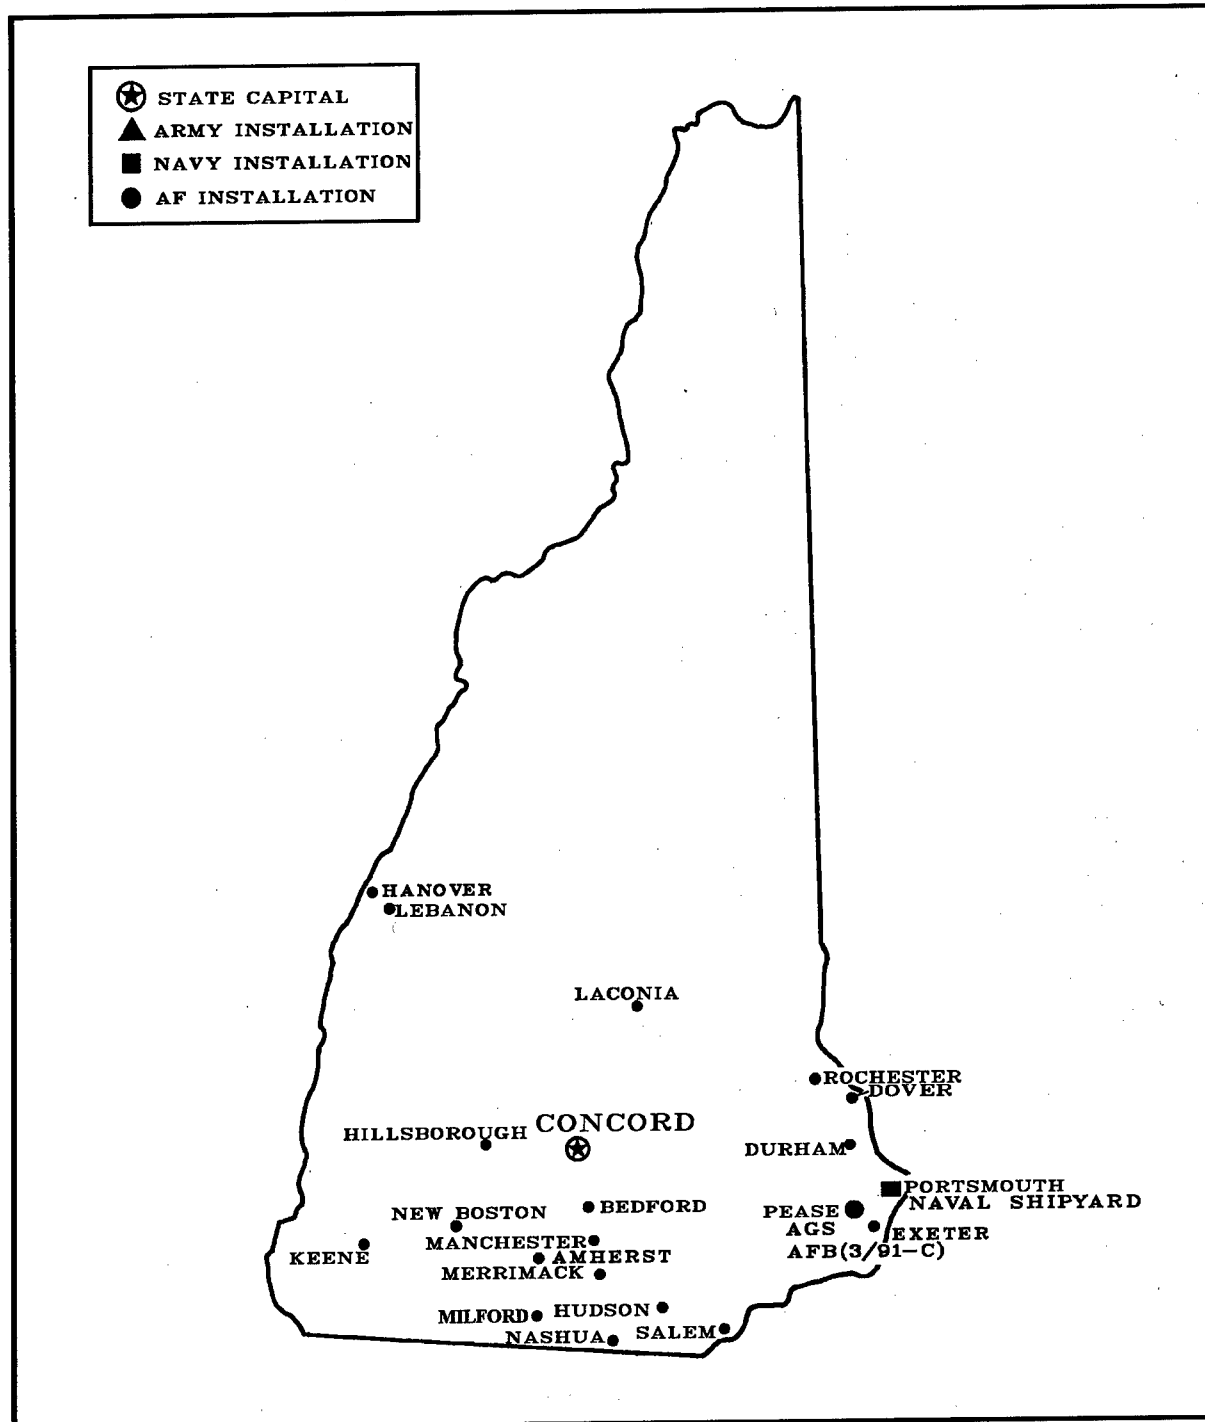 STATE CAPITAL
ARMY INSTALLATION
NAVY INSTALLATION
AF INSTALLATION
HANOVER
LEBANON
LACONIA
ROCHESTER
DOVER
HILLSBOROUGH
CONCORD
DURHAM
PORTSMOUTH
NAVAL SHIPYARD
NEW BOSTON
BEDFORD
PEASE
AGS
EXETER
AFB(3/91-C)
KEENE
MANCHESTER
AMHERST
MERRIMACK
MILFORD
HUDSON
NASHUA
SALEM